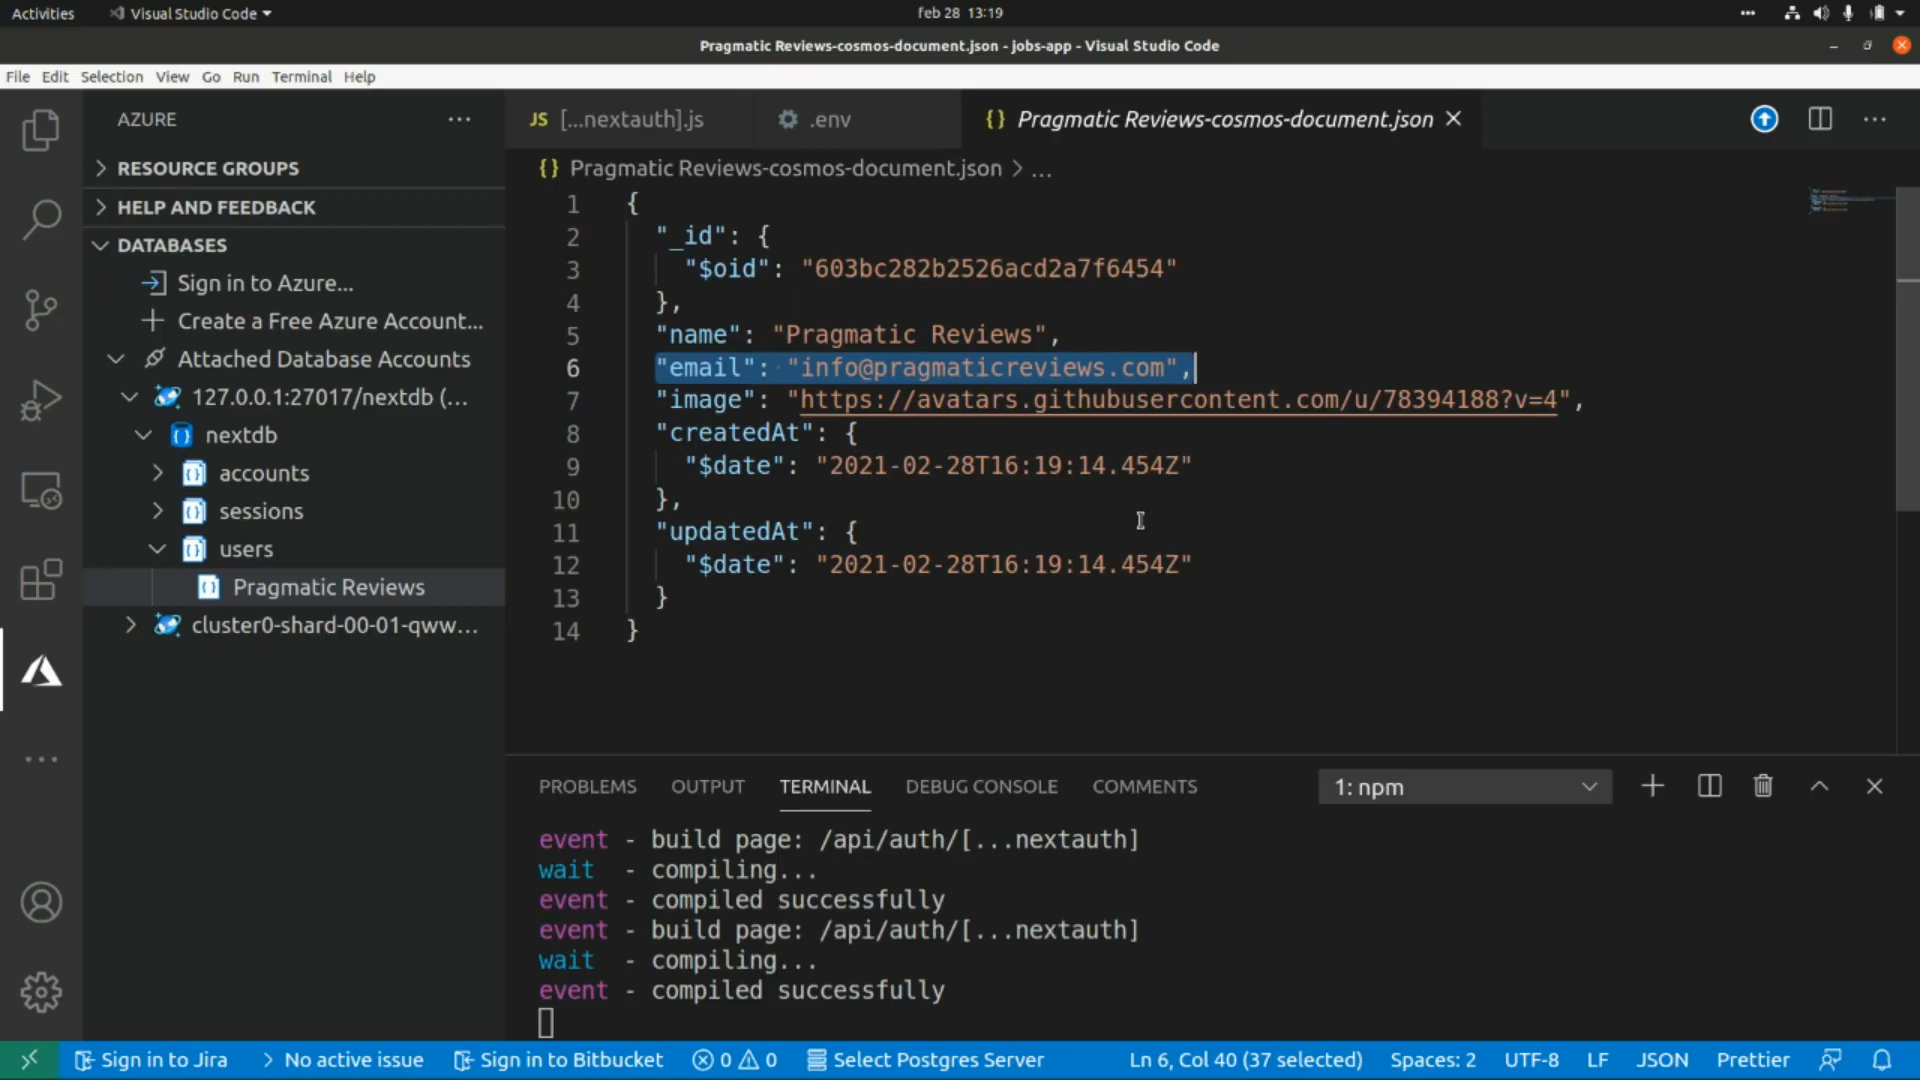 Activities
Visual Studio Code
feb 28 13:19
Pragmatic Reviews-cosmos-document.json - jobs-app - Visual Studio Code
File Edit Selection View Go Run Terminal Help
AZURE
RESOURCE GROUPS
HELP AND FEEDBACK
DATABASES
Sign in to Azure...
Create a Free Azure Account...
Attached Database Accounts
127.0.0.1:27017/nextdb (...
nextdb
accounts
sessions
users
Pragmatic Reviews
cluster0-shard-00-01-qww...
JS [...nextauth].js
.env
{} Pragmatic Reviews-cosmos-document.json
{} Pragmatic Reviews-cosmos-document.json > ...
1 {
2 "_id": {
3 "$oid": "603bc282b2526acd2a7f6454"
4 },
5 "name": "Pragmatic Reviews",
6 "email": "info@pragmaticreviews.com",
7 "image": "https://avatars.githubusercontent.com/u/78394188?v=4",
8 "createdAt": {
9 "$date": "2021-02-28T16:19:14.454Z"
10 },
11 "updatedAt": {
12 "$date": "2021-02-28T16:19:14.454Z"
13 }
14 }
PROBLEMS OUTPUT TERMINAL DEBUG CONSOLE COMMENTS
1: npm
event - build page: /api/auth/[...nextauth]
wait - compiling...
event - compiled successfully
event - build page: /api/auth/[...nextauth]
wait - compiling...
event - compiled successfully
Sign in to Jira
No active issue
Sign in to Bitbucket
0 0
Select Postgres Server
Ln 6, Col 40 (37 selected)
Spaces: 2
UTF-8
LF
JSON
Prettier